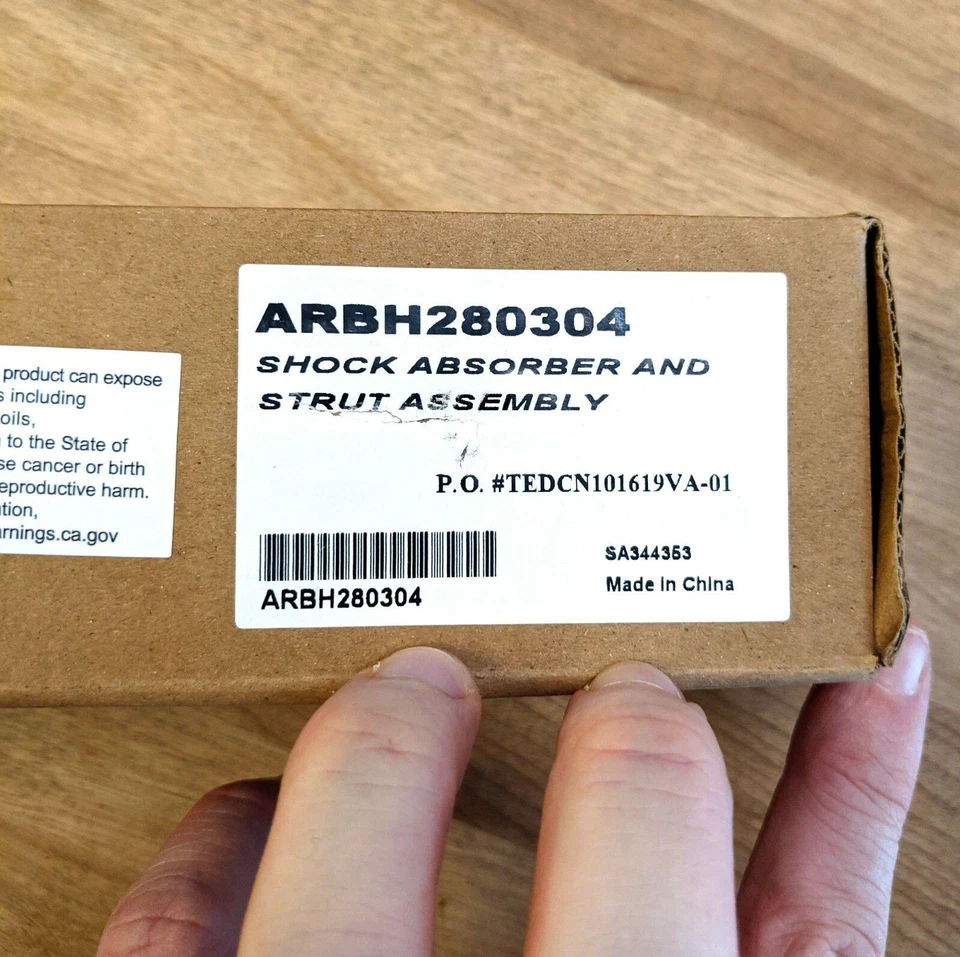 product can expose
including
oils,
to the State of
se cancer or birth
eproductive harm.
ution,
arnings.ca.gov
ARBH280304
SHOCK ABSORBER AND
STRUT ASSEMBLY
P.O. #TEDCN101619VA-01
SA344353
Made in China
ARBH280304